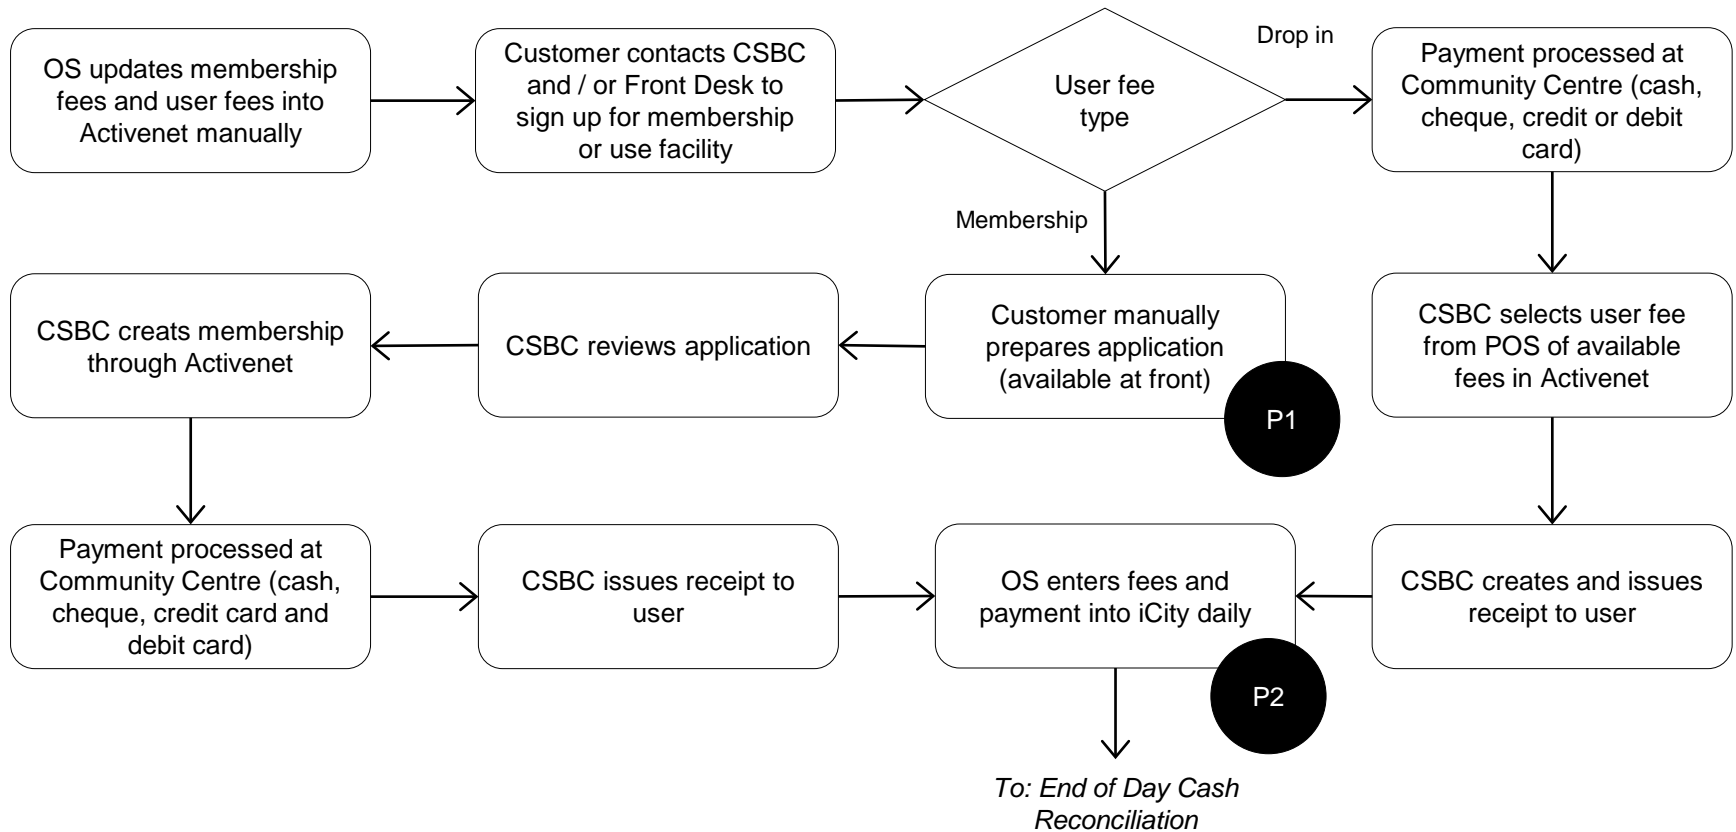 OS updates membership
fees and user fees into
Activenet manually
Customer contacts CSBC
and / or Front Desk to
sign up for membership
or use facility
User fee
type
Drop in
Payment processed at
Community Centre (cash,
cheque, credit or debit
card)
Membership
CSBC creats membership
through Activenet
CSBC reviews application
Customer manually
prepares application
(available at front)
P1
CSBC selects user fee
from POS of available
fees in Activenet
Payment processed at
Community Centre (cash,
cheque, credit card and
debit card)
CSBC issues receipt to
user
OS enters fees and
payment into iCity daily
P2
CSBC creates and issues
receipt to user
To: End of Day Cash
Reconciliation